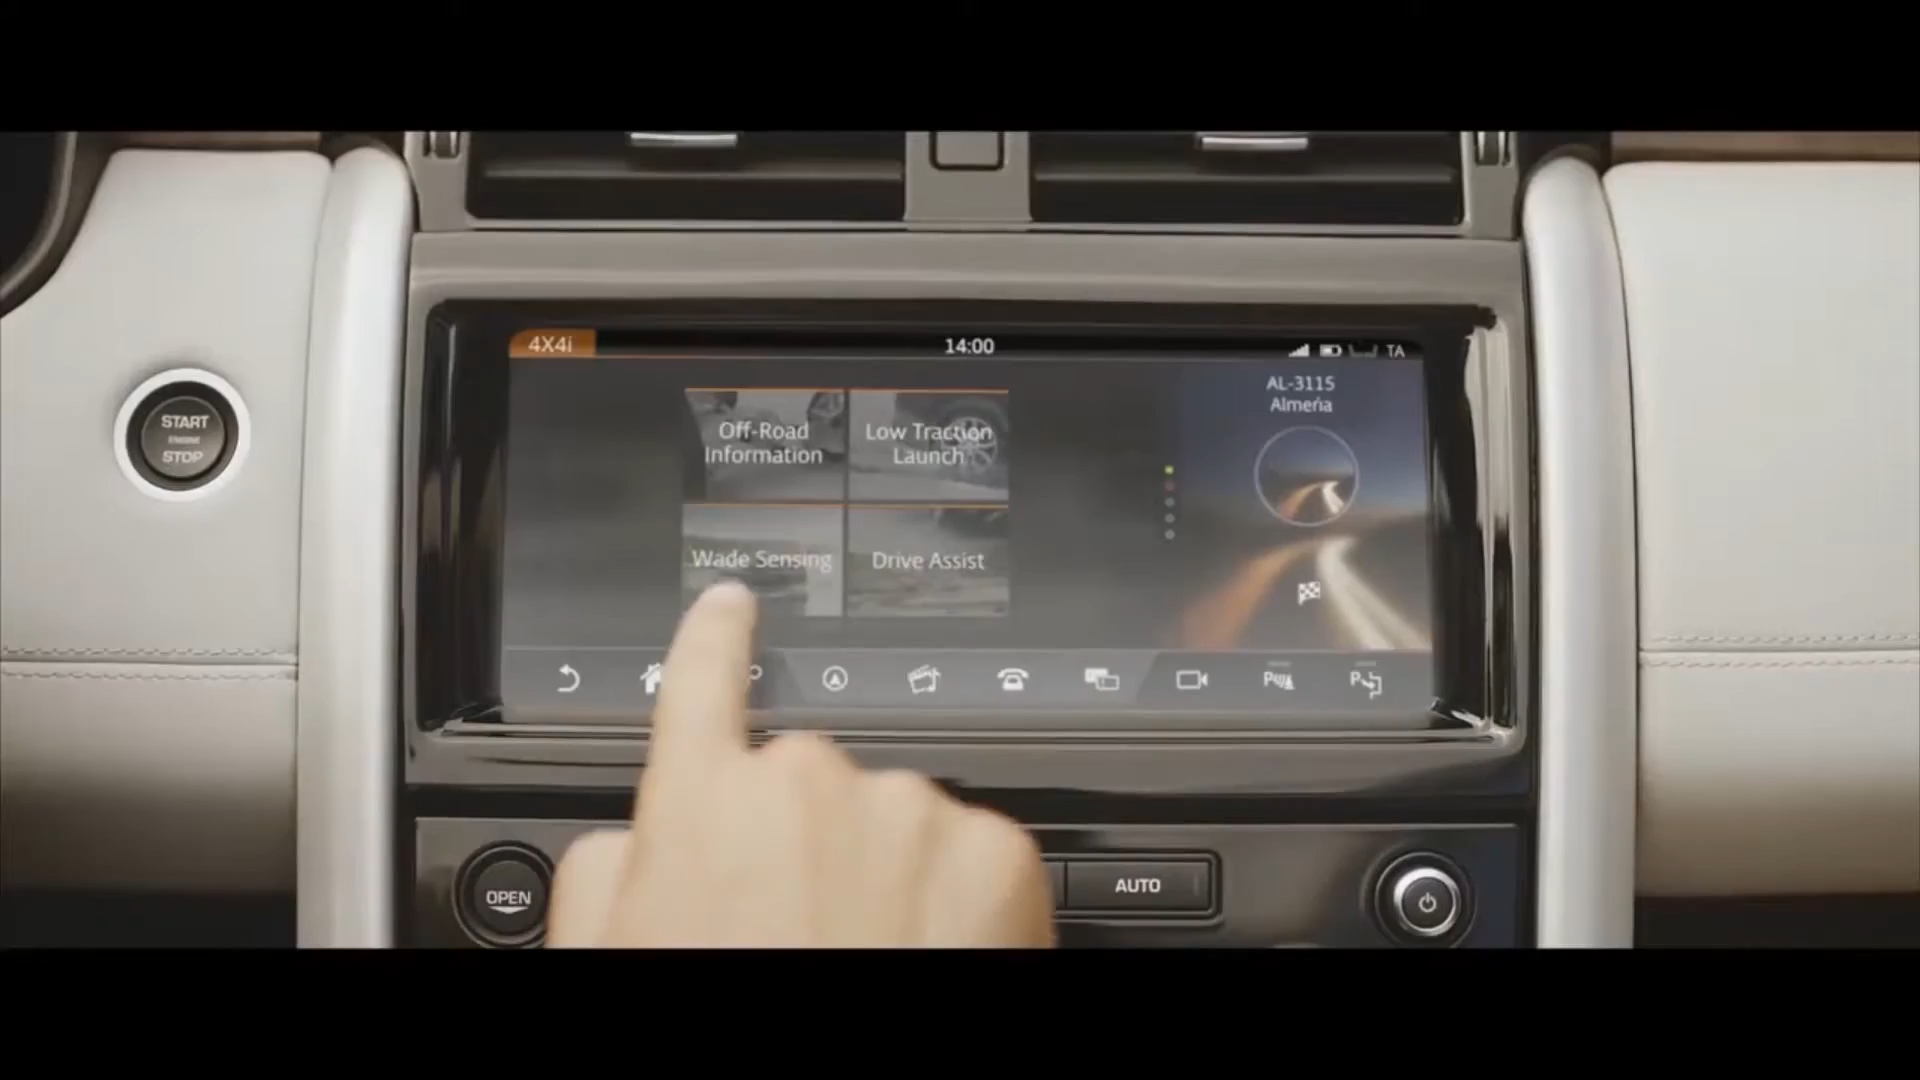 4X4i
14:00
TA
AL-3115
Almería
Off-Road
Information
Low Traction
Launch
Wade Sensing
Drive Assist
START
ENGINE
STOP
OPEN
AUTO